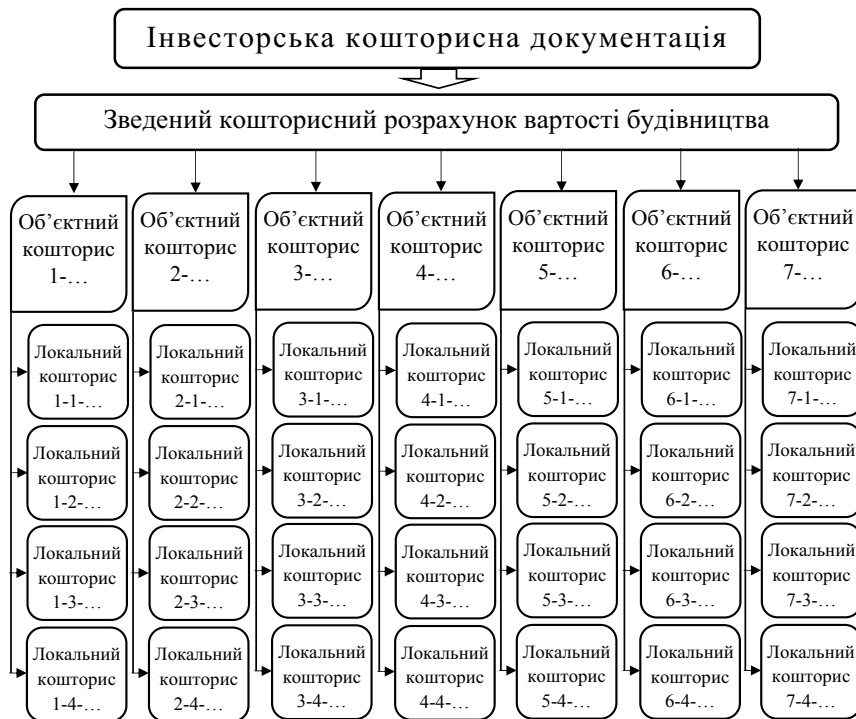 Інвесторська кошторисна документація
Зведений кошторисний розрахунок вартості будівництва
Об’єктний
кошторис
1-…
Об’єктний
кошторис
2-…
Об’єктний
кошторис
3-…
Об’єктний
кошторис
4-…
Об’єктний
кошторис
5-…
Об’єктний
кошторис
6-…
Об’єктний
кошторис
7-…
Локальний
кошторис
1-1-…
Локальний
кошторис
2-1-…
Локальний
кошторис
3-1-…
Локальний
кошторис
4-1-…
Локальний
кошторис
5-1-…
Локальний
кошторис
6-1-…
Локальний
кошторис
7-1-…
Локальний
кошторис
1-2-…
Локальний
кошторис
2-2-…
Локальний
кошторис
3-2-…
Локальний
кошторис
4-2-…
Локальний
кошторис
5-2-…
Локальний
кошторис
6-2-…
Локальний
кошторис
7-2-…
Локальний
кошторис
1-3-…
Локальний
кошторис
2-3-…
Локальний
кошторис
3-3-…
Локальний
кошторис
4-3-…
Локальний
кошторис
5-3-…
Локальний
кошторис
6-3-…
Локальний
кошторис
7-3-…
Локальний
кошторис
1-4-…
Локальний
кошторис
2-4-…
Локальний
кошторис
3-4-…
Локальний
кошторис
4-4-…
Локальний
кошторис
5-4-…
Локальний
кошторис
6-4-…
Локальний
кошторис
7-4-…